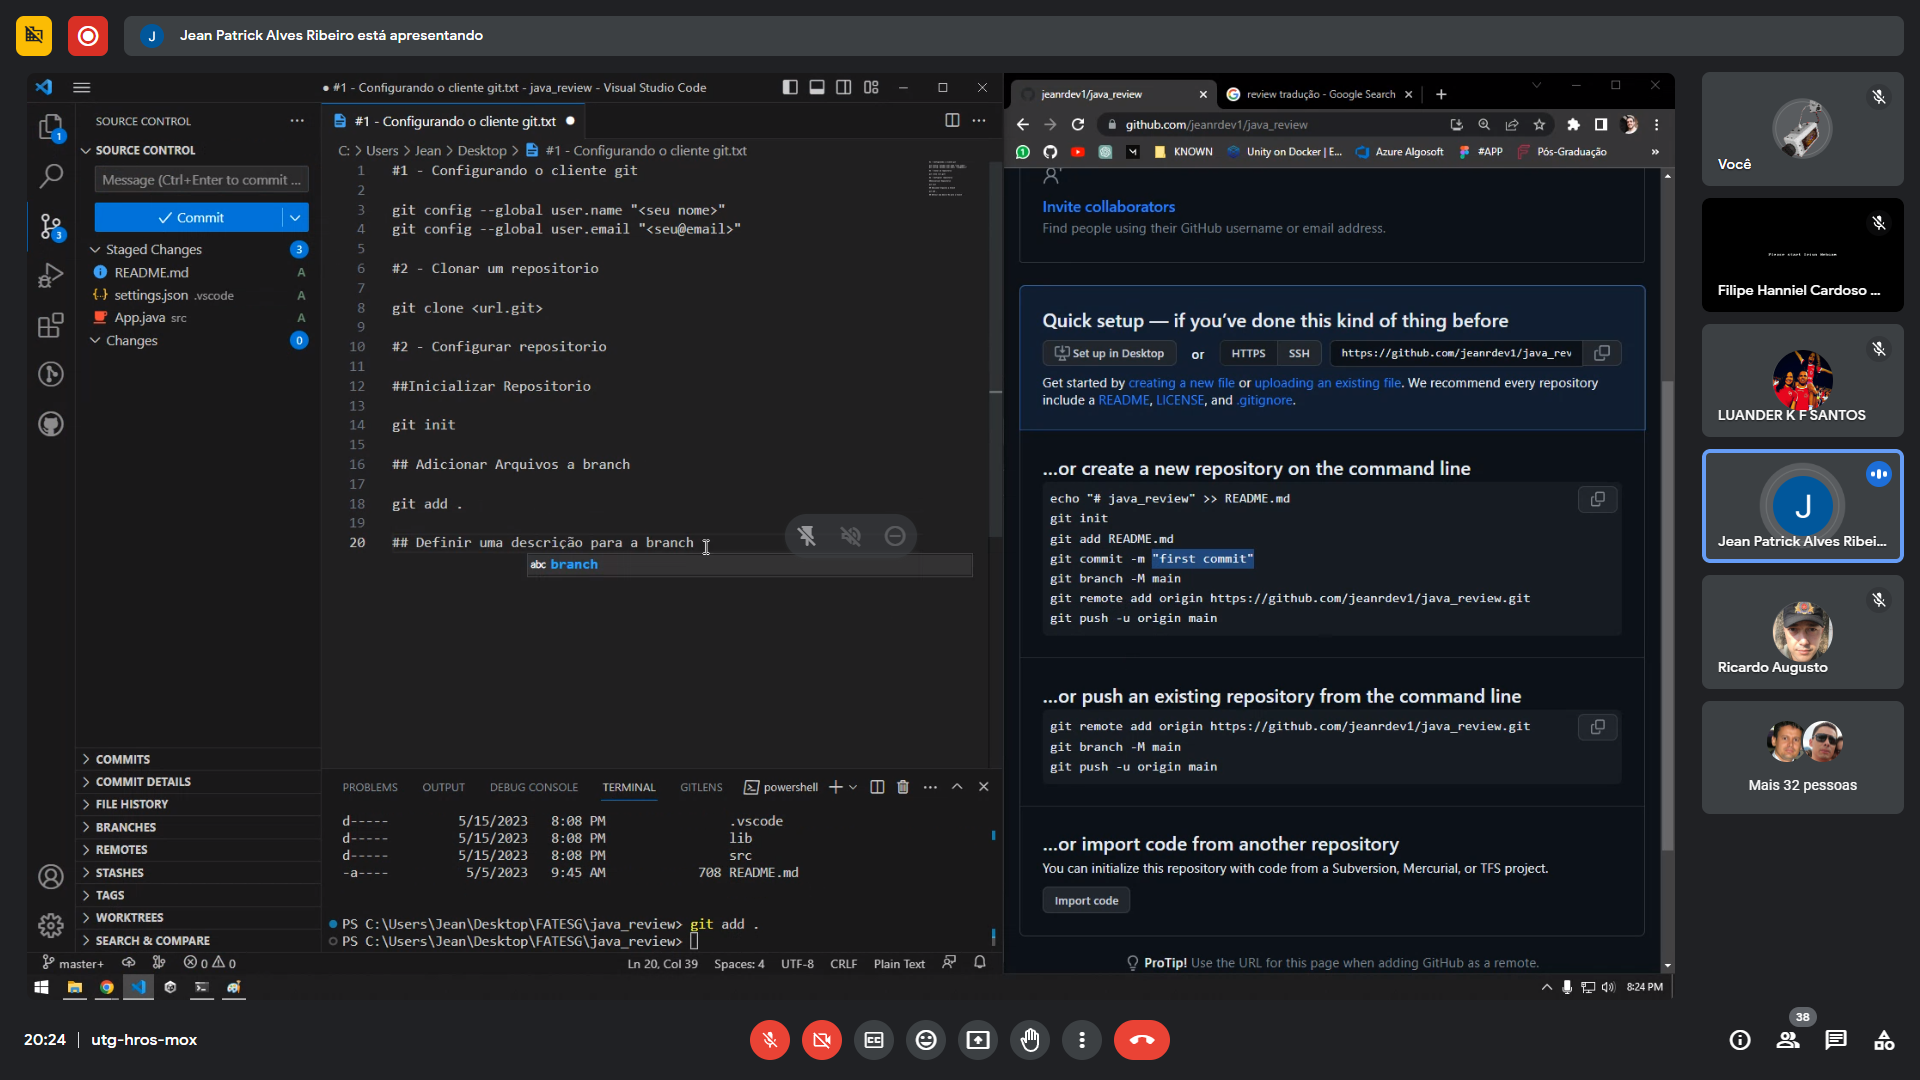 J Jean Patrick Alves Ribeiro está apresentando
● #1 - Configurando o cliente git.txt - java_review - Visual Studio Code
SOURCE CONTROL
#1 - Configurando o cliente git.txt
SOURCE CONTROL
Message (Ctrl+Enter to commit ...
Commit
Staged Changes 3
README.md A
settings.json .vscode A
App.java src A
Changes 0
1
3
COMMITS
COMMIT DETAILS
FILE HISTORY
BRANCHES
REMOTES
STASHES
TAGS
WORKTREES
SEARCH & COMPARE
C: > Users > Jean > Desktop > #1 - Configurando o cliente git.txt
1 #1 - Configurando o cliente git
2
3 git config --global user.name "<seu nome>"
4 git config --global user.email "<seu@email>"
5
6 #2 - Clonar um repositorio
7
8 git clone <url.git>
9
10 #2 - Configurar repositorio
11
12 ##Inicializar Repositorio
13
14 git init
15
16 ## Adicionar Arquivos a branch
17
18 git add .
19
20 ## Definir uma descrição para a branch
abc branch
PROBLEMS OUTPUT DEBUG CONSOLE TERMINAL GITLENS powershell
d----- 5/15/2023 8:08 PM .vscode
d----- 5/15/2023 8:08 PM lib
d----- 5/15/2023 8:08 PM src
-a---- 5/5/2023 9:45 AM 708 README.md
PS C:\Users\Jean\Desktop\FATESG\java_review> git add .
PS C:\Users\Jean\Desktop\FATESG\java_review>
master+ 0 0 Ln 20, Col 39 Spaces: 4 UTF-8 CRLF Plain Text
jeanrdev1/java_review
review tradução - Google Search
github.com/jeanrdev1/java_review
KNOWN Unity on Docker | E... Azure Algosoft #APP Pós-Graduação »
Invite collaborators
Find people using their GitHub username or email address.
Quick setup — if you've done this kind of thing before
Set up in Desktop or HTTPS SSH https://github.com/jeanrdev1/java_rev
Get started by creating a new file or uploading an existing file. We recommend every repository
include a README, LICENSE, and .gitignore.
...or create a new repository on the command line
echo "# java_review" >> README.md
git init
git add README.md
git commit -m "first commit"
git branch -M main
git remote add origin https://github.com/jeanrdev1/java_review.git
git push -u origin main
...or push an existing repository from the command line
git remote add origin https://github.com/jeanrdev1/java_review.git
git branch -M main
git push -u origin main
...or import code from another repository
You can initialize this repository with code from a Subversion, Mercurial, or TFS project.
Import code
ProTip! Use the URL for this page when adding GitHub as a remote.
8:24 PM
Você
Please start Iriun Webcam
Filipe Hanniel Cardoso ...
LUANDER K F SANTOS
J
Jean Patrick Alves Ribei...
Ricardo Augusto
Mais 32 pessoas
20:24 | utg-hros-mox
38